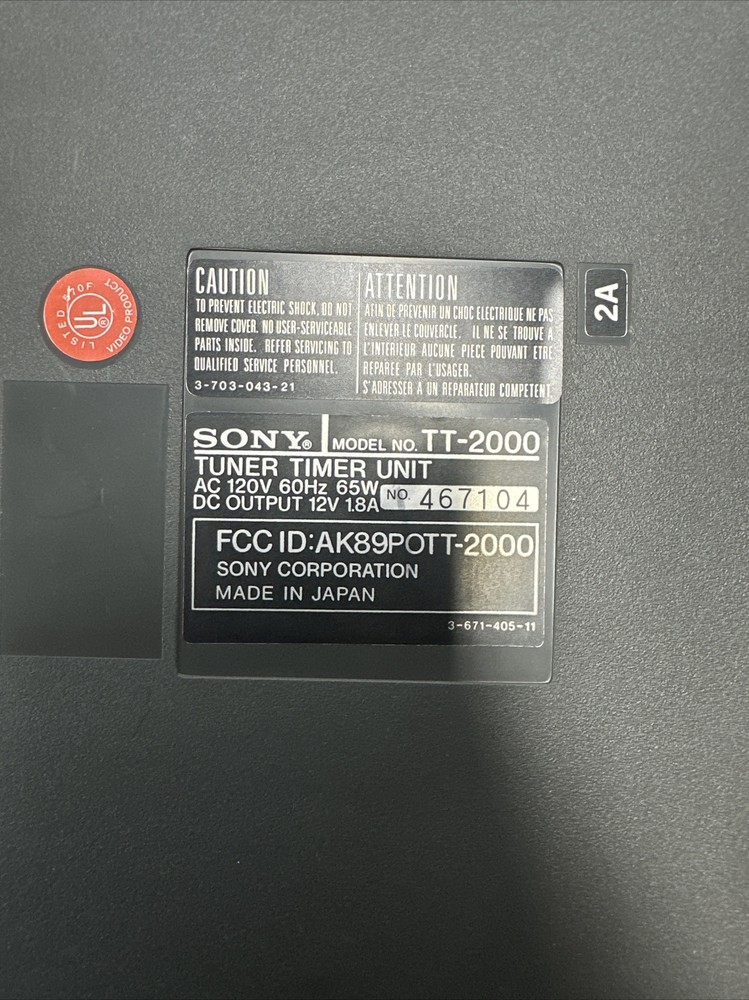 CAUTION
TO PREVENT ELECTRIC SHOCK, DO NOT
REMOVE COVER. NO USER-SERVICEABLE
PARTS INSIDE. REFER SERVICING TO
QUALIFIED SERVICE PERSONNEL.
3-703-043-21
ATTENTION
AFIN DE PREVENIR UN CHOC ELECTRIQUE NE PAS
ENLEVER LE COUVERCLE. IL NE SE TROUVE A
L'INTERIEUR AUCUNE PIECE POUVANT ETRE
REPAREE PAR L'USAGER.
S'ADRESSER A UN REPARATEUR COMPETENT.
2A
LISTED 570F
UL®
VIDEO PRODUCT
SONY® MODEL NO. TT-2000
TUNER TIMER UNIT
AC 120V 60Hz 65W
DC OUTPUT 12V 1.8A NO. 467104
FCC ID:AK89POTT-2000
SONY CORPORATION
MADE IN JAPAN
3-671-405-11